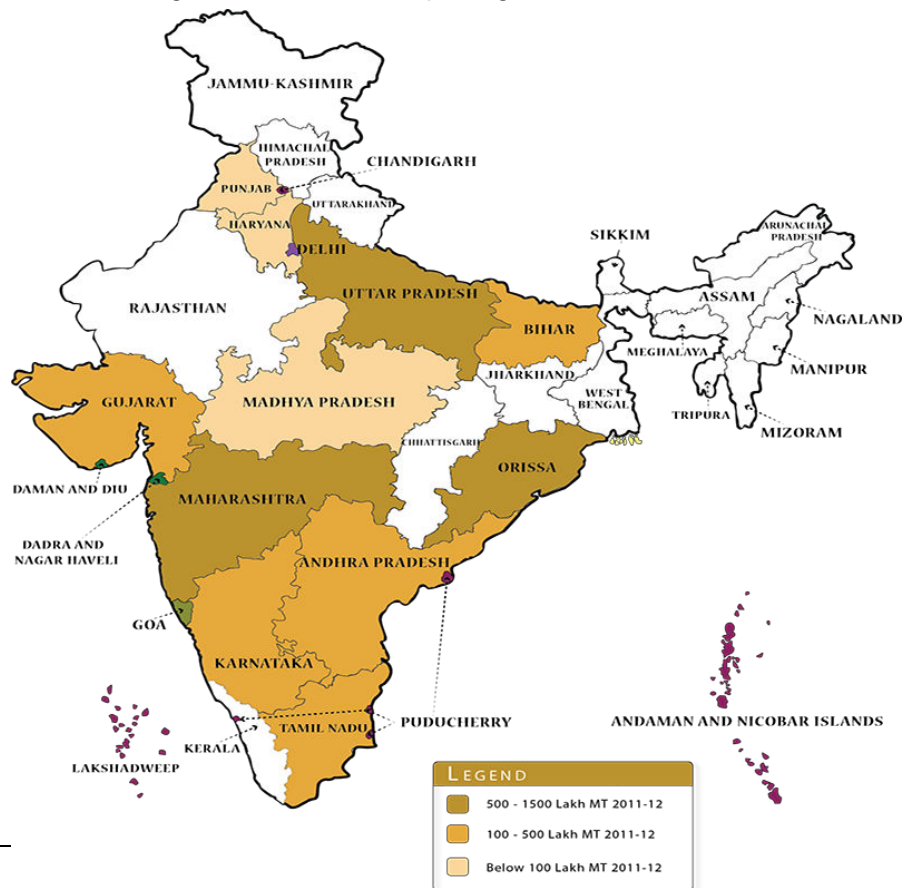 JAMMU-KASHMIR
HIMACHAL
PRADESH
CHANDIGARH
PUNJAB
UTTARAKHAND
HARYANA
DELHI
SIKKIM
ARUNACHAL
PRADESH
ASSAM
NAGALAND
RAJASTHAN
UTTAR PRADESH
BIHAR
MEGHALAYA
MANIPUR
JHARKHAND
GUJARAT
MADHYA PRADESH
WEST
BENGAL
TRIPURA
MIZORAM
CHHATTISGARH
ORISSA
DAMAN AND DIU
MAHARASHTRA
DADRA AND
NAGAR HAVELI
ANDHRA PRADESH
GOA
KARNATAKA
PUDUCHERRY
ANDAMAN AND NICOBAR ISLANDS
TAMIL NADU
KERALA
LAKSHADWEEP
LEGEND
500 - 1500 Lakh MT 2011-12
100 - 500 Lakh MT 2011-12
Below 100 Lakh MT 2011-12